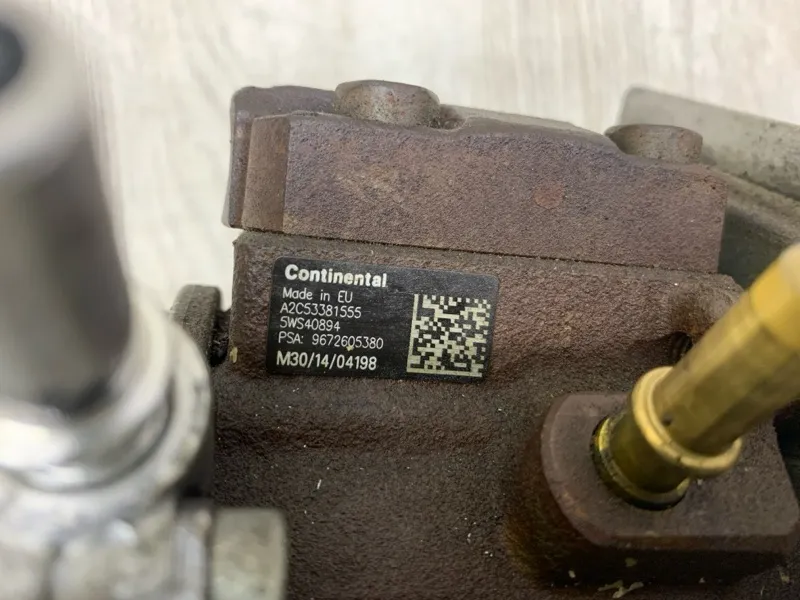 Continental
Made in EU
A2C53381555
5WS40894
PSA: 9672605380
M30/14/04198